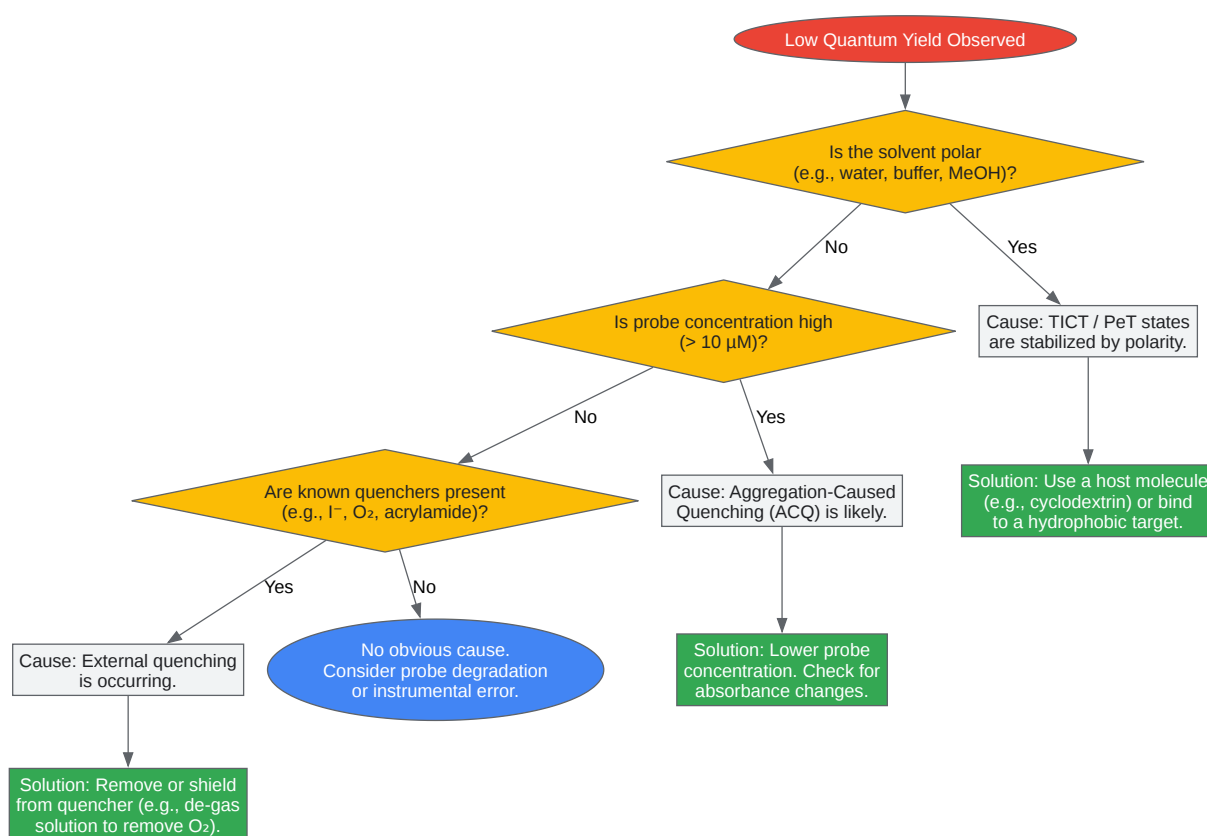 Low Quantum Yield Observed
Is the solvent polar
(e.g., water, buffer, MeOH)?
No
Yes
Is probe concentration high
(> 10 µM)?
Cause: TICT / PeT states
are stabilized by polarity.
No
Yes
Are known quenchers present
(e.g., I⁻, O₂, acrylamide)?
Cause: Aggregation-Caused
Quenching (ACQ) is likely.
Solution: Use a host molecule
(e.g., cyclodextrin) or bind
to a hydrophobic target.
Yes
No
Cause: External quenching
is occurring.
No obvious cause.
Consider probe degradation
or instrumental error.
Solution: Lower probe
concentration. Check for
absorbance changes.
Solution: Remove or shield
from quencher (e.g., de-gas
solution to remove O₂).